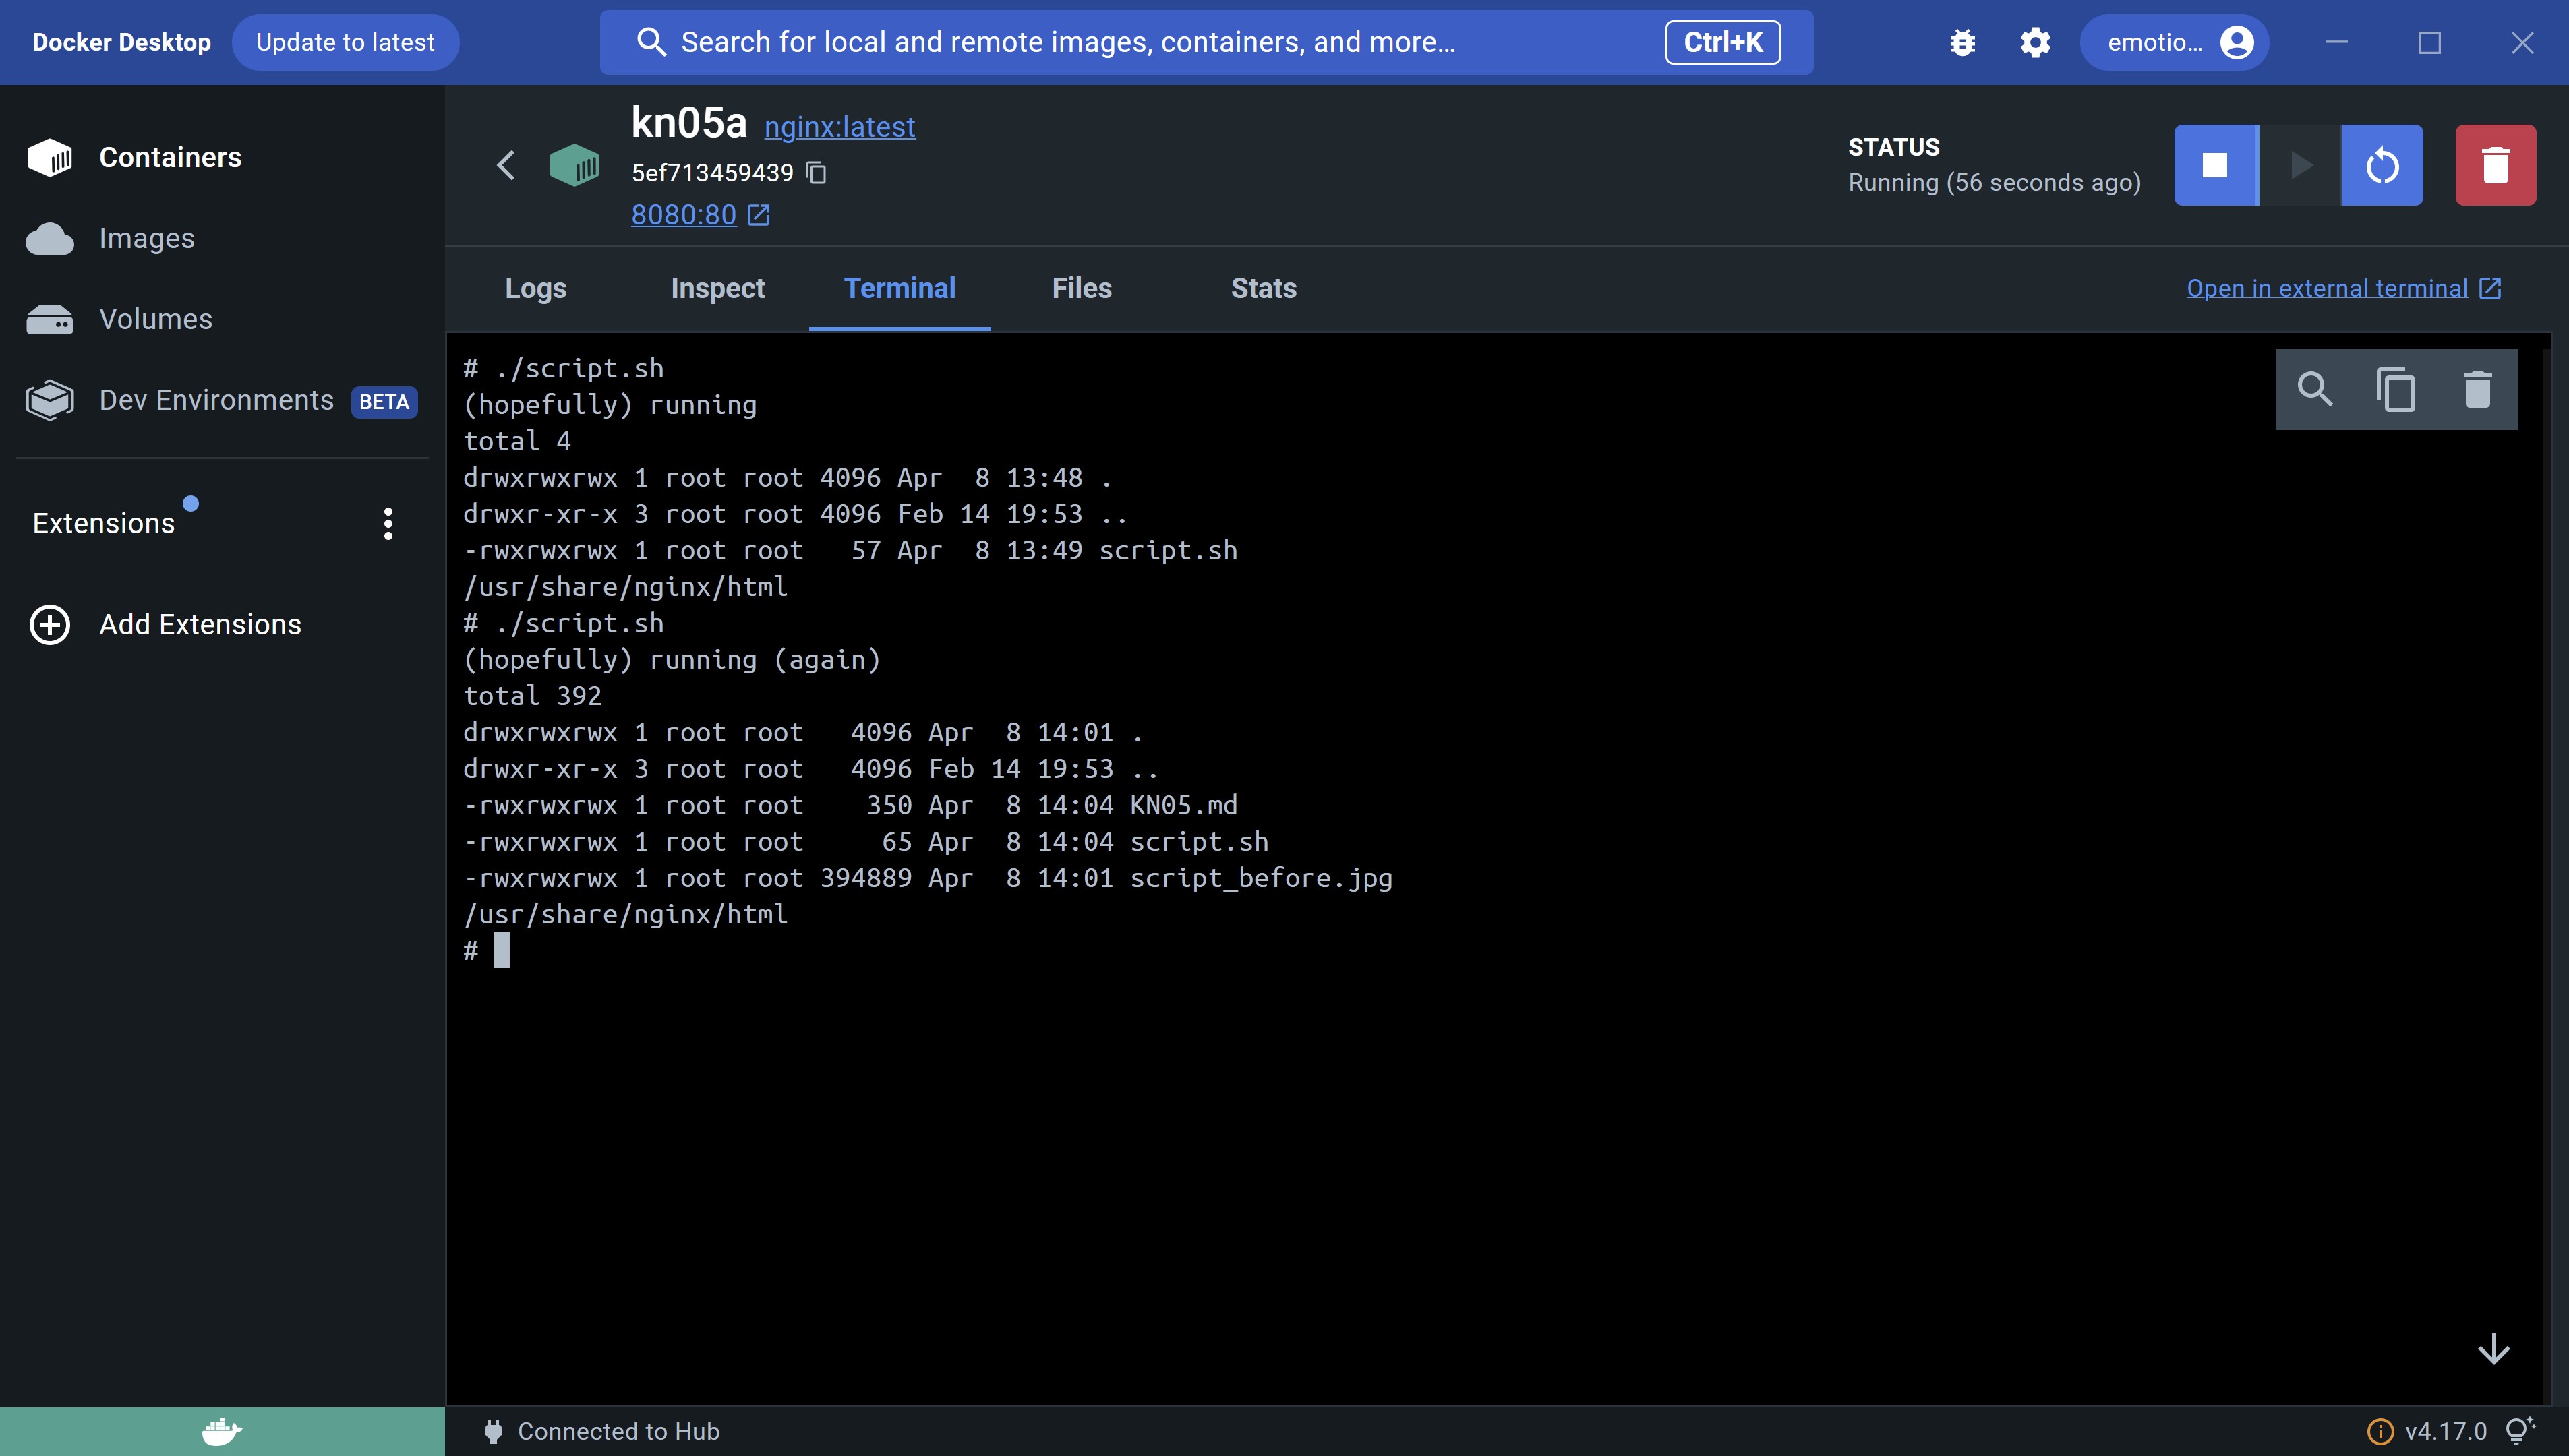 Docker Desktop
Update to latest
Search for local and remote images, containers, and more...
Ctrl+K
emotio...
Containers
Images
Volumes
Dev Environments BETA
Extensions
Add Extensions
kn05a nginx:latest
5ef713459439
8080:80
STATUS
Running (56 seconds ago)
Logs Inspect Terminal Files Stats
Open in external terminal
# ./script.sh
(hopefully) running
total 4
drwxrwxrwx 1 root root 4096 Apr  8 13:48 .
drwxr-xr-x 3 root root 4096 Feb 14 19:53 ..
-rwxrwxrwx 1 root root   57 Apr  8 13:49 script.sh
/usr/share/nginx/html
# ./script.sh
(hopefully) running (again)
total 392
drwxrwxrwx 1 root root   4096 Apr  8 14:01 .
drwxr-xr-x 3 root root   4096 Feb 14 19:53 ..
-rwxrwxrwx 1 root root    350 Apr  8 14:04 KN05.md
-rwxrwxrwx 1 root root     65 Apr  8 14:04 script.sh
-rwxrwxrwx 1 root root 394889 Apr  8 14:01 script_before.jpg
/usr/share/nginx/html
#
Connected to Hub
v4.17.0